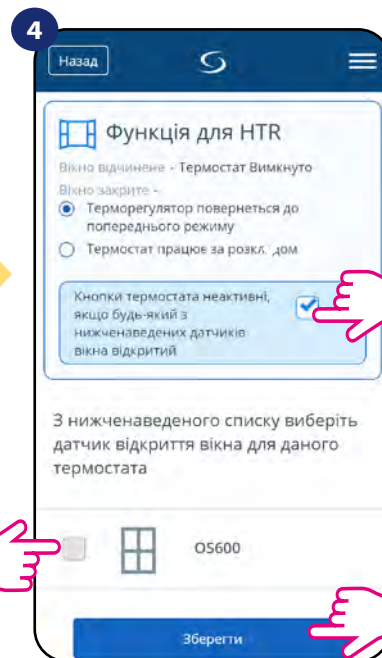 4
Назад
Функція для HTR
Вікно відчинене - Термостат Вимкнуто
Вікно закрите -
Терморегулятор повернеться до
попереднього режиму
Термостат працює за розкл дом
Кнопки термостата неактивні,
якщо будь-який з
нижченаведених датчиків
вікна відкритий
З нижченаведеного списку виберіть
датчик відкриття вікна для даного
термостата
OS600
Зберегти